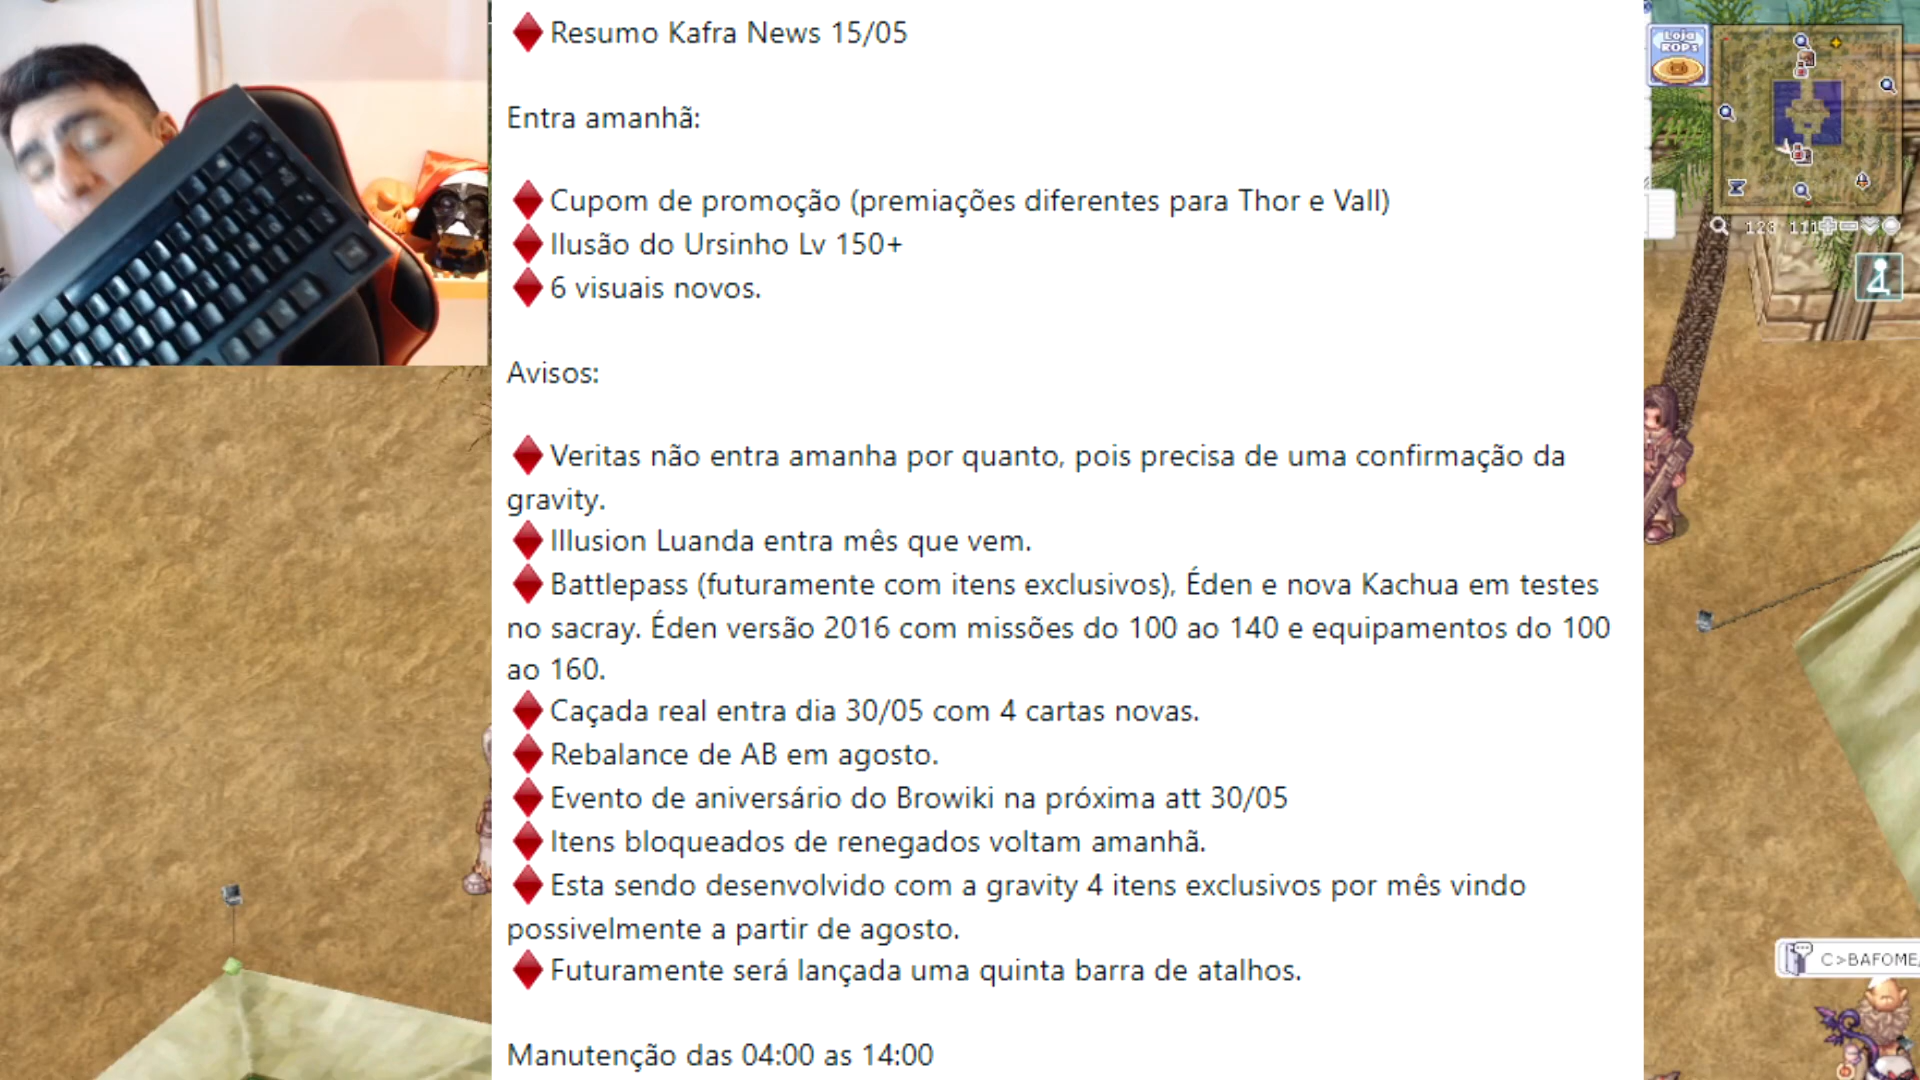 Resumo Kafra News 15/05
Entra amanhã:
Cupom de promoção (premiações diferentes para Thor e Vall)
Ilusão do Ursinho Lv 150+
6 visuais novos.
Avisos:
Veritas não entra amanha por quanto, pois precisa de uma confirmação da
gravity.
Illusion Luanda entra mês que vem.
Battlepass (futuramente com itens exclusivos), Éden e nova Kachua em testes
no sacray. Éden versão 2016 com missões do 100 ao 140 e equipamentos do 100
ao 160.
Caçada real entra dia 30/05 com 4 cartas novas.
Rebalance de AB em agosto.
Evento de aniversário do Browiki na próxima att 30/05
Itens bloqueados de renegados voltam amanhã.
Esta sendo desenvolvido com a gravity 4 itens exclusivos por mês vindo
possivelmente a partir de agosto.
Futuramente será lançada uma quinta barra de atalhos.
Manutenção das 04:00 as 14:00
Loja
ROPs
123 111
C>BAFOME